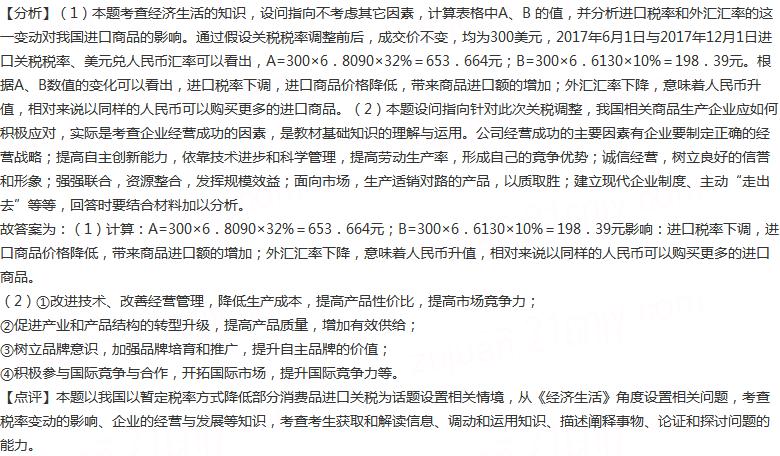 【分析】（1）本题考查经济生活的知识，设问指向不考虑其它因素，计算表格中A、B 的值，并分析进口税率和外汇汇率的这
一变动对我国进口商品的影响。通过假设关税税率调整前后，成交价不变，均为300美元，2017年6月1日与2017年12月1日进
口关税税率、美元兑人民币汇率可以看出，A=300×6．8090×32%＝653．664元；B=300×6．6130×10%＝198．39元。根
据A、B数值的变化可以看出，进口税率下调，进口商品价格降低，带来商品进口额的增加；外汇汇率下降，意味着人民币升
值，相对来说以同样的人民币可以购买更多的进口商品。（2）本题设问指向针对此次关税调整，我国相关商品生产企业应如何
积极应对，实际是考查企业经营成功的因素，是教材基础知识的理解与运用。公司经营成功的主要因素有企业要制定正确的经
营战略；提高自主创新能力，依靠技术进步和科学管理，提高劳动生产率，形成自己的竞争优势；诚信经营，树立良好的信誉
和形象；强强联合，资源整合，发挥规模效益；面向市场，生产适销对路的产品，以质取胜；建立现代企业制度、主动“走出
去”等等，回答时要结合材料加以分析。
故答案为：（1）计算：A=300×6．8090×32%＝653．664元；B=300×6．6130×10%＝198．39元影响：进口税率下调，进
口商品价格降低，带来商品进口额的增加；外汇汇率下降，意味着人民币升值，相对来说以同样的人民币可以购买更多的进口
商品。
（2）①改进技术、改善经营管理，降低生产成本，提高产品性价比，提高市场竞争力；
②促进产业和产品结构的转型升级，提高产品质量，增加有效供给；
③树立品牌意识，加强品牌培育和推广，提升自主品牌的价值；
④积极参与国际竞争与合作，开拓国际市场，提升国际竞争力等。
【点评】本题以我国以暂定税率方式降低部分消费品进口关税为话题设置相关情境，从《经济生活》角度设置相关问题，考查
税率变动的影响、企业的经营与发展等知识，考查考生获取和解读信息、调动和运用知识、描述阐释事物、论证和探讨问题的
能力。